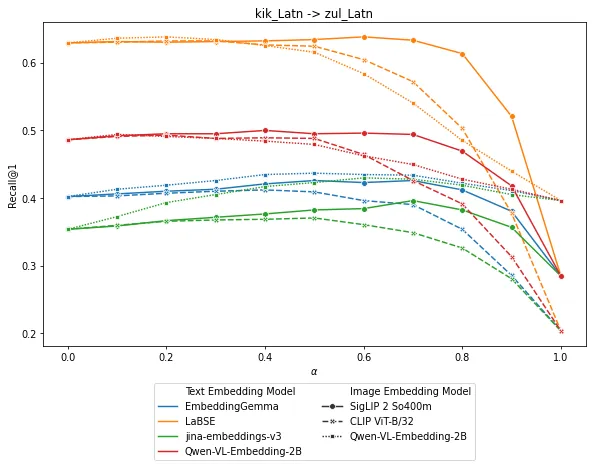 kik_Latn -> zul_Latn
Recall@1
0.6
0.5
0.4
0.3
0.2
0.0 0.2 0.4 0.6 0.8 1.0
α
Text Embedding Model Image Embedding Model
EmbeddingGemma SigLIP 2 So400m
LaBSE CLIP ViT-B/32
jina-embeddings-v3 Qwen-VL-Embedding-2B
Qwen-VL-Embedding-2B